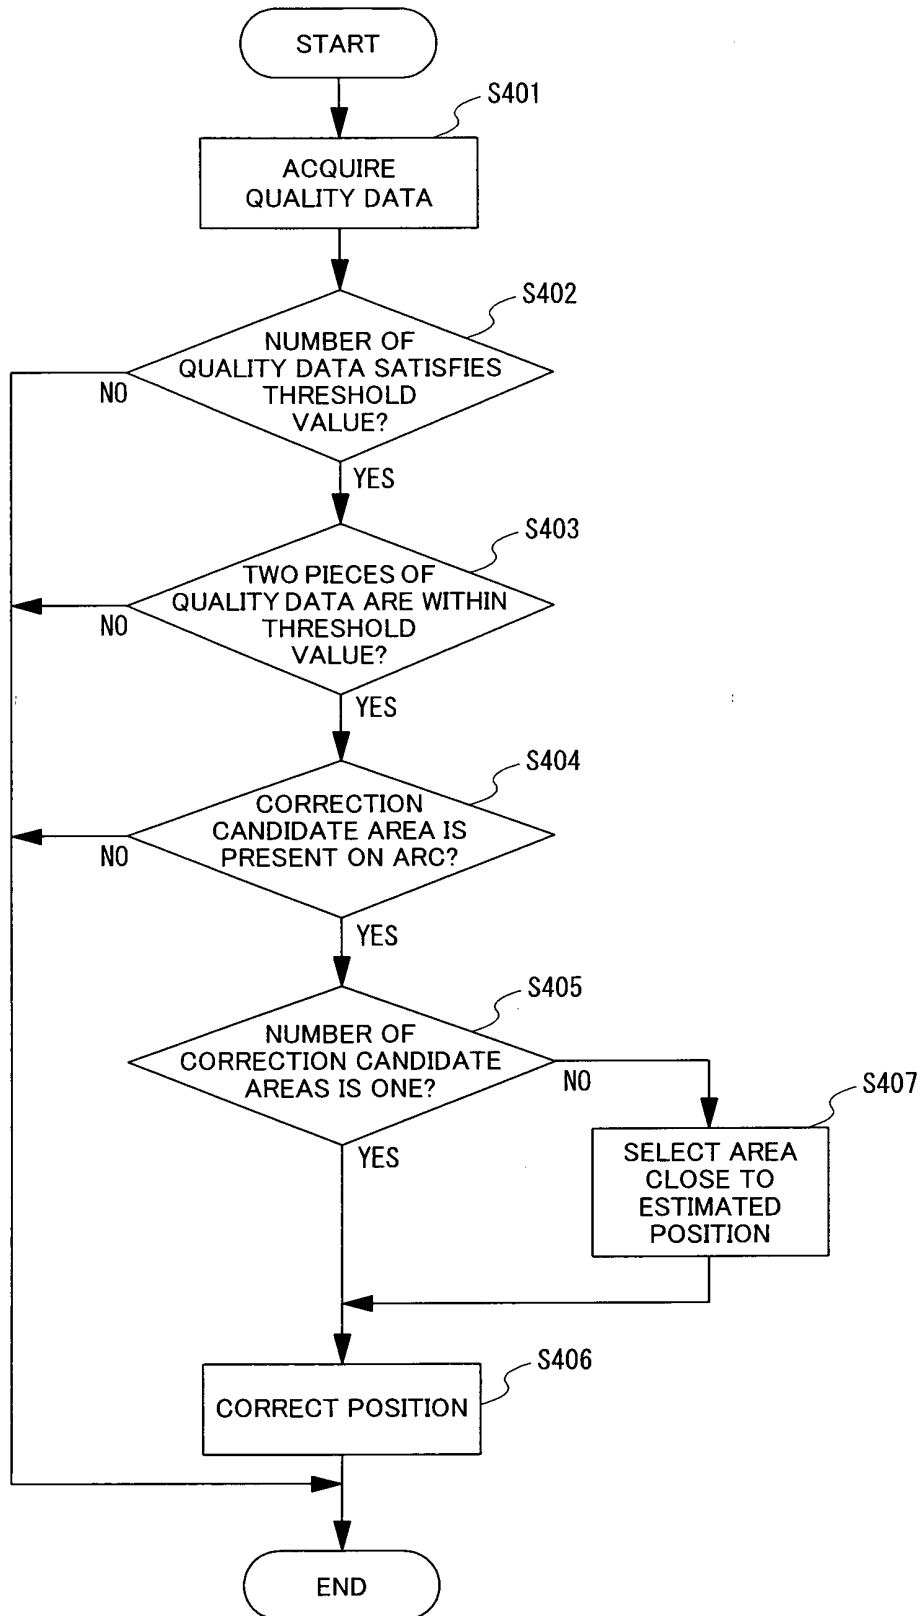 START
S401
ACQUIRE
QUALITY DATA
S402
NUMBER OF
QUALITY DATA SATISFIES
THRESHOLD
VALUE?
NO
YES
S403
TWO PIECES OF
QUALITY DATA ARE WITHIN
THRESHOLD
VALUE?
NO
YES
S404
CORRECTION
CANDIDATE AREA IS
PRESENT ON ARC?
NO
YES
S405
NUMBER OF
CORRECTION CANDIDATE
AREAS IS ONE?
NO
YES
S407
SELECT AREA
CLOSE TO
ESTIMATED
POSITION
S406
CORRECT POSITION
END